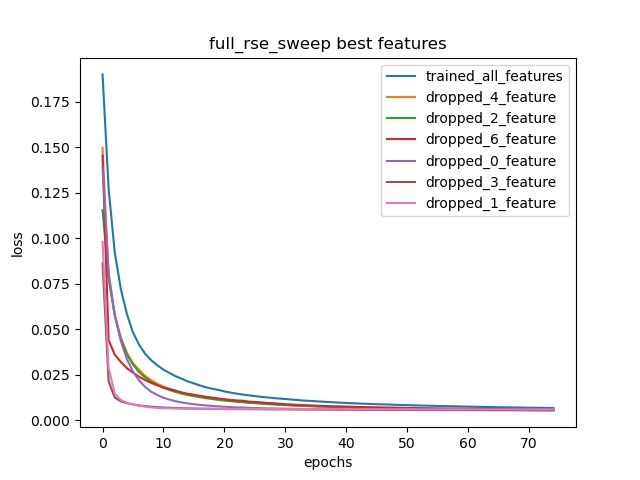 full_rse_sweep best features
trained_all_features
dropped_4_feature
dropped_2_feature
dropped_6_feature
dropped_0_feature
dropped_3_feature
dropped_1_feature
loss
0.175
0.150
0.125
0.100
0.075
0.050
0.025
0.000
0 10 20 30 40 50 60 70
epochs